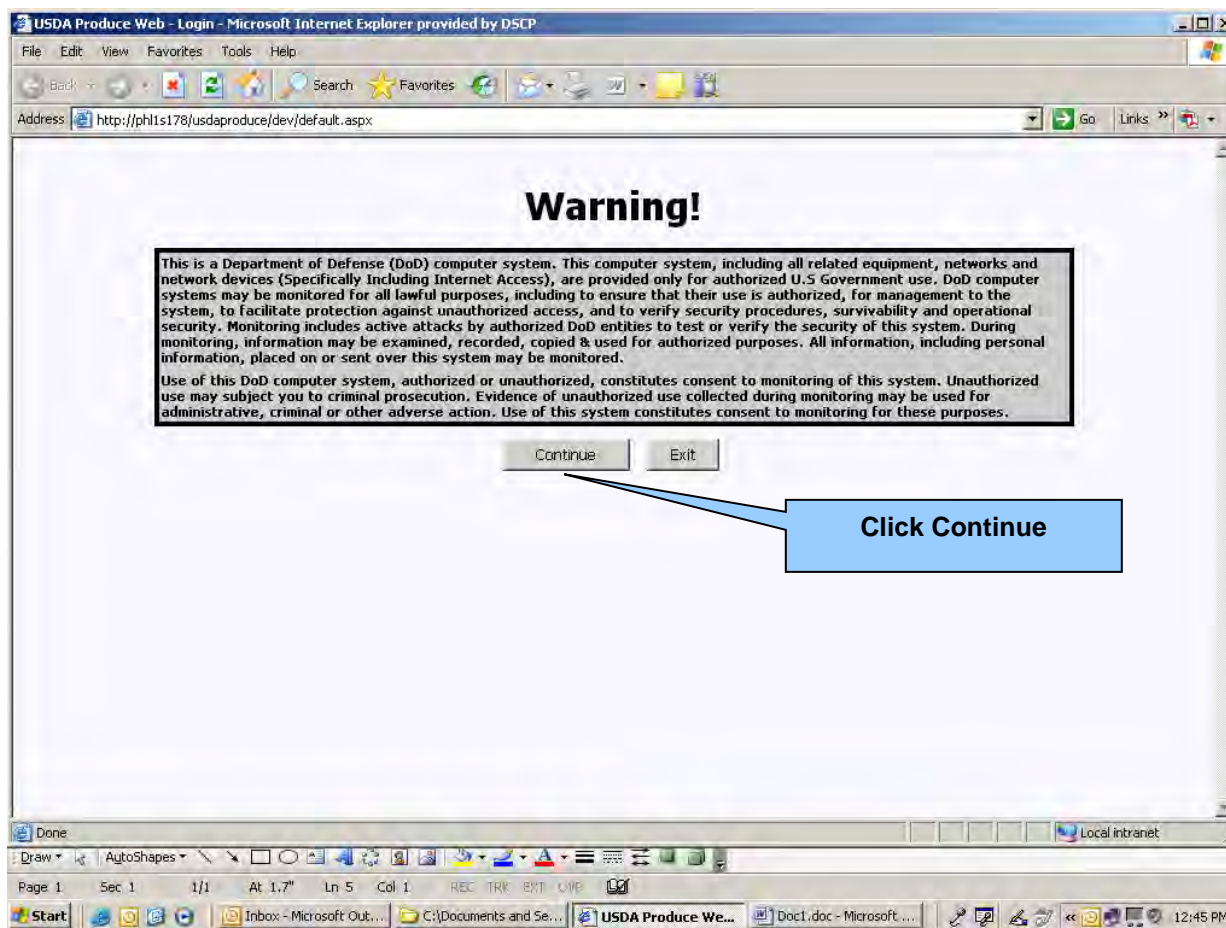 USDA Produce Web - Login - Microsoft Internet Explorer provided by DSCP
File Edit View Favorites Tools Help
Back Search Favorites
Address http://phl1s178/usdaproduce/dev/default.aspx Go Links »
Warning!
This is a Department of Defense (DoD) computer system. This computer system, including all related equipment, networks and
network devices (Specifically Including Internet Access), are provided only for authorized U.S Government use. DoD computer
systems may be monitored for all lawful purposes, including to ensure that their use is authorized, for management to the
system, to facilitate protection against unauthorized access, and to verify security procedures, survivability and operational
security. Monitoring includes active attacks by authorized DoD entities to test or verify the security of this system. During
monitoring, information may be examined, recorded, copied & used for authorized purposes. All information, including personal
information, placed on or sent over this system may be monitored.
Use of this DoD computer system, authorized or unauthorized, constitutes consent to monitoring of this system. Unauthorized
use may subject you to criminal prosecution. Evidence of unauthorized use collected during monitoring may be used for
administrative, criminal or other adverse action. Use of this system constitutes consent to monitoring for these purposes.
Continue Exit
Click Continue
Done Local intranet
Draw AutoShapes
Page 1 Sec 1 1/1 At 1.7" Ln 5 Col 1 REC TRK EXT OVR
Start Inbox - Microsoft Out... C:\Documents and Se... USDA Produce We... Doc1.doc - Microsoft ... « 12:45 PM